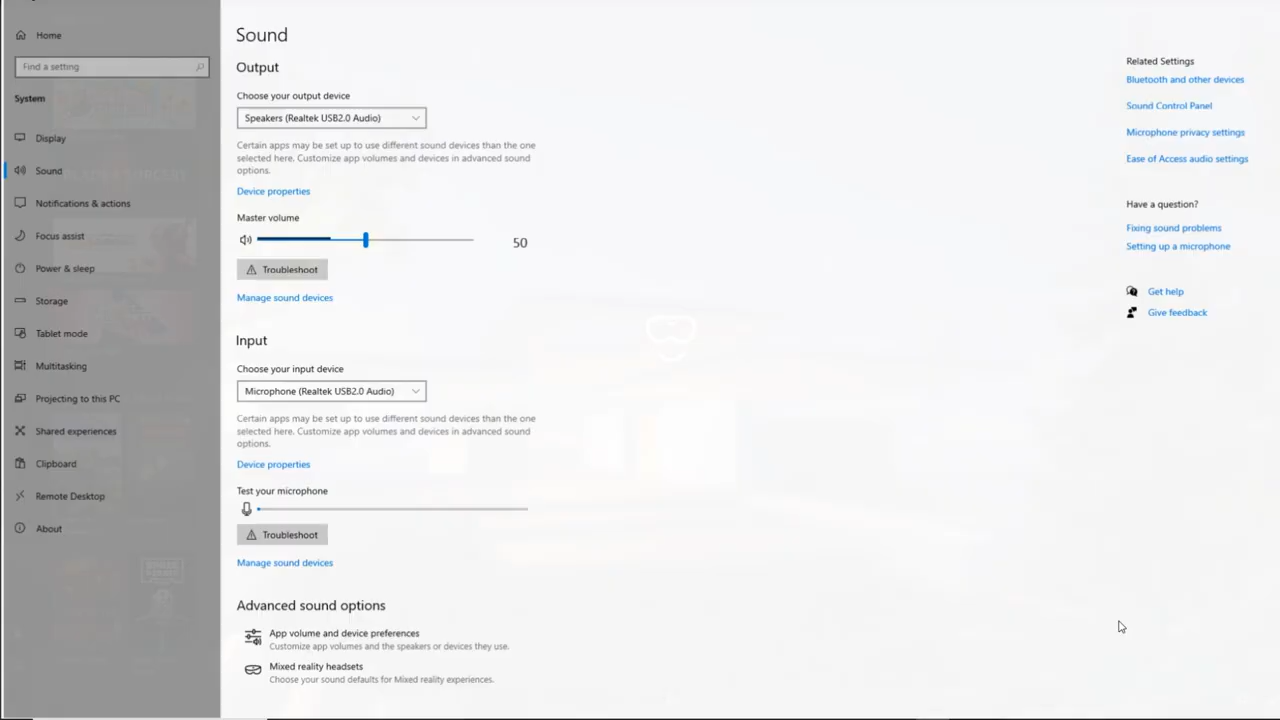 Home
Find a setting
System
Display
Sound
Notifications & actions
Focus assist
Power & sleep
Storage
Tablet mode
Multitasking
Projecting to this PC
Shared experiences
Clipboard
Remote Desktop
About
Sound
Output
Choose your output device
Speakers (Realtek USB2.0 Audio)
Certain apps may be set up to use different sound devices than the one
selected here. Customize app volumes and devices in advanced sound
options.
Device properties
Master volume
50
Troubleshoot
Manage sound devices
Input
Choose your input device
Microphone (Realtek USB2.0 Audio)
Certain apps may be set up to use different sound devices than the one
selected here. Customize app volumes and devices in advanced sound
options.
Device properties
Test your microphone
Troubleshoot
Manage sound devices
Advanced sound options
App volume and device preferences
Customize app volumes and the speakers or devices they use.
Mixed reality headsets
Choose your sound defaults for Mixed reality experiences.
Related Settings
Bluetooth and other devices
Sound Control Panel
Microphone privacy settings
Ease of Access audio settings
Have a question?
Fixing sound problems
Setting up a microphone
Get help
Give feedback